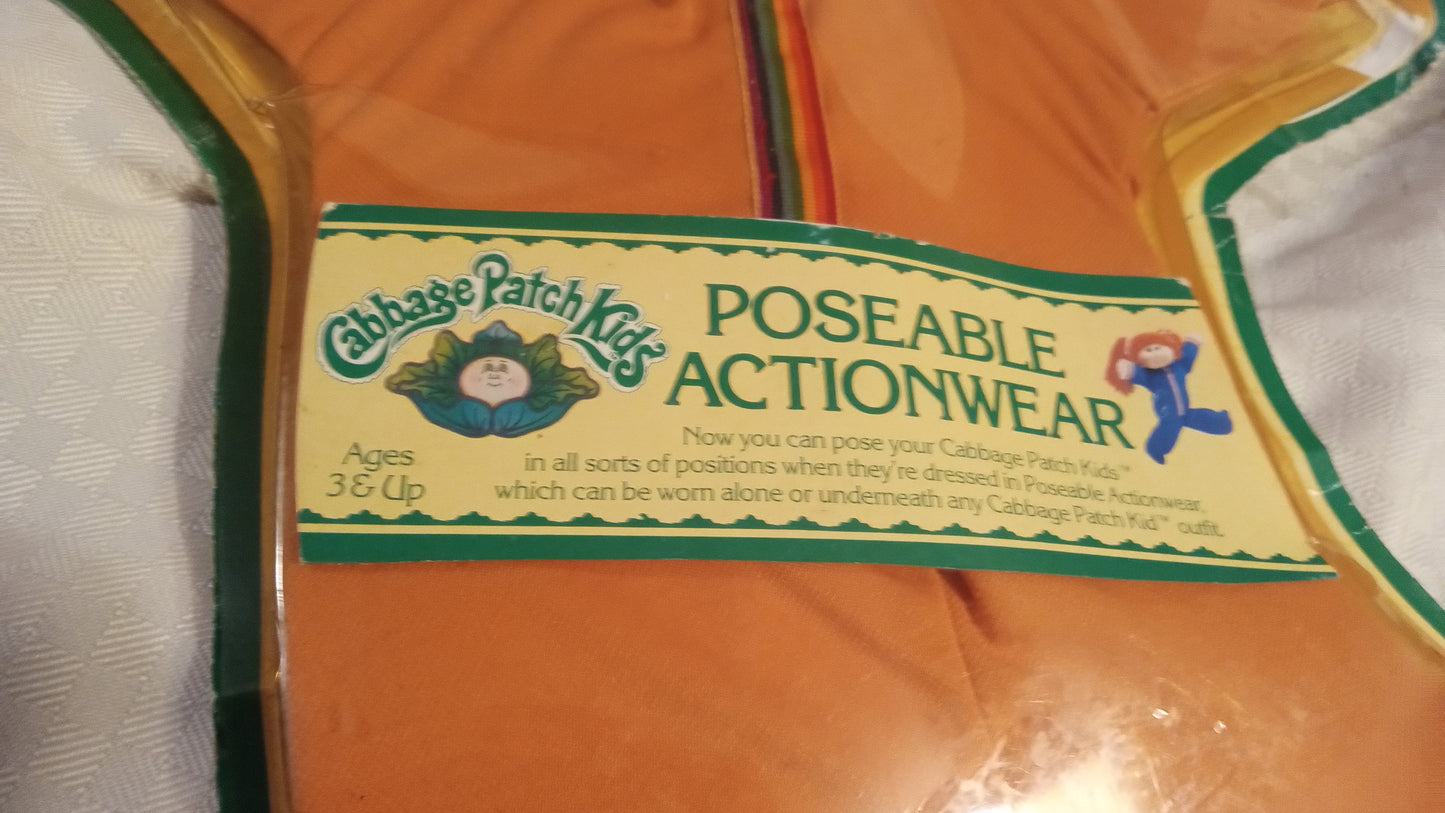 Cabbage Patch Kids™
POSEABLE
ACTIONWEAR
Ages
3 & Up
Now you can pose your Cabbage Patch Kids™
in all sorts of positions when they're dressed in Poseable Actionwear,
which can be worn alone or underneath any Cabbage Patch Kid™ outfit.